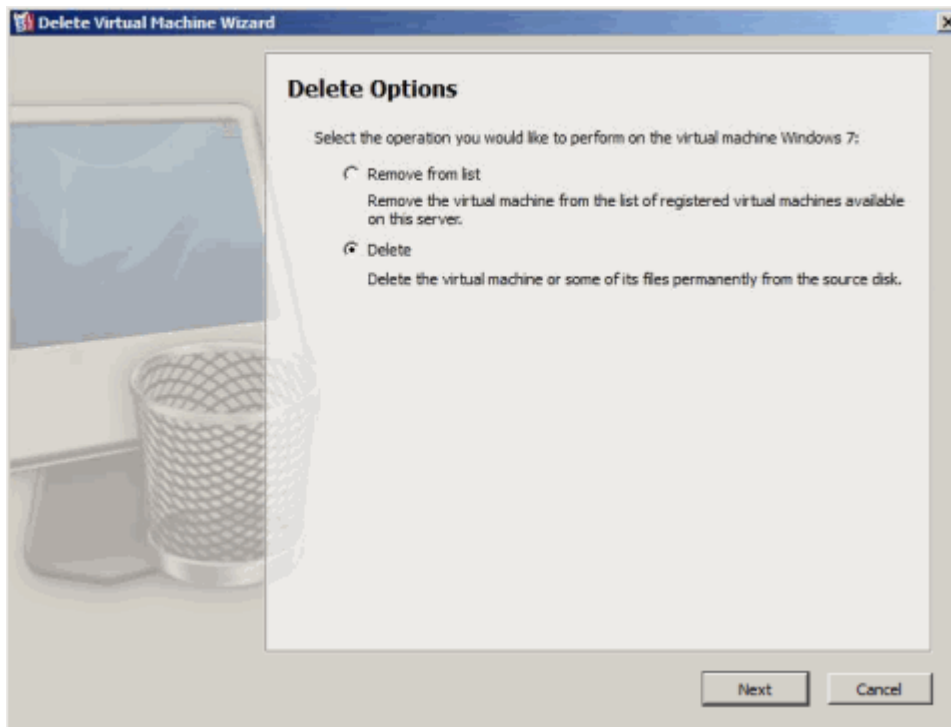 Delete Virtual Machine Wizard
Delete Options
Select the operation you would like to perform on the virtual machine Windows 7:
Remove from list
Remove the virtual machine from the list of registered virtual machines available
on this server.
Delete
Delete the virtual machine or some of its files permanently from the source disk.
Next
Cancel